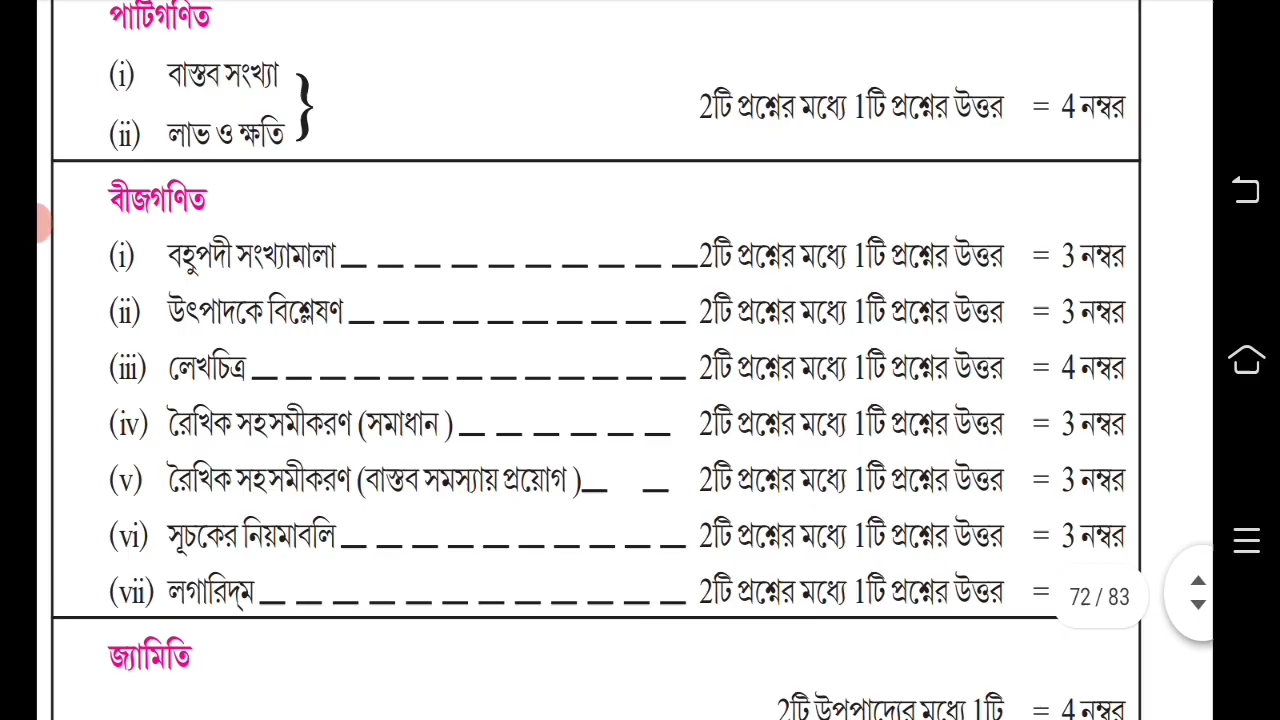 পাটিগণিত
(i) বাস্তব সংখ্যা
(ii) লাভ ও ক্ষতি } 2টি প্রশ্নের মধ্যে 1টি প্রশ্নের উত্তর = 4 নম্বর
বীজগণিত
(i) বহুপদী সংখ্যামালা _ _ _ _ _ _ _ _ _ _ 2টি প্রশ্নের মধ্যে 1টি প্রশ্নের উত্তর = 3 নম্বর
(ii) উৎপাদকে বিশ্লেষণ _ _ _ _ _ _ _ _ _ _ 2টি প্রশ্নের মধ্যে 1টি প্রশ্নের উত্তর = 3 নম্বর
(iii) লেখচিত্র _ _ _ _ _ _ _ _ _ _ _ _ _ 2টি প্রশ্নের মধ্যে 1টি প্রশ্নের উত্তর = 4 নম্বর
(iv) রৈখিক সহসমীকরণ (সমাধান ) _ _ _ _ _ _ 2টি প্রশ্নের মধ্যে 1টি প্রশ্নের উত্তর = 3 নম্বর
(v) রৈখিক সহসমীকরণ (বাস্তব সমস্যায় প্রয়োগ ) _ _ 2টি প্রশ্নের মধ্যে 1টি প্রশ্নের উত্তর = 3 নম্বর
(vi) সূচকের নিয়মাবলি _ _ _ _ _ _ _ _ _ _ 2টি প্রশ্নের মধ্যে 1টি প্রশ্নের উত্তর = 3 নম্বর
(vii) লগারিদ্‌ম _ _ _ _ _ _ _ _ _ _ _ _ 2টি প্রশ্নের মধ্যে 1টি প্রশ্নের উত্তর =
72 / 83
জ্যামিতি
2টি উপপাদ্যের মধ্যে 1টি = 4 নম্বর